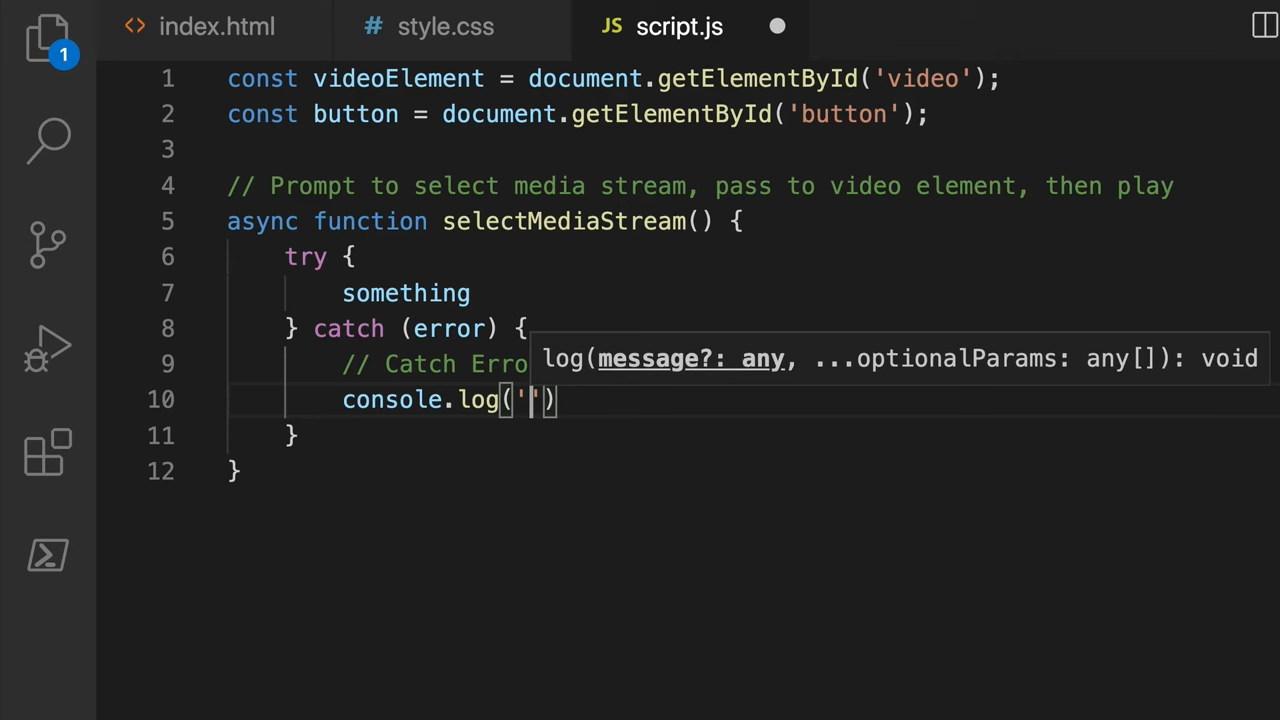 <> index.html # style.css JS script.js
1
1 const videoElement = document.getElementById('video');
2 const button = document.getElementById('button');
3
4 // Prompt to select media stream, pass to video element, then play
5 async function selectMediaStream() {
6 try {
7 something
8 } catch (error) {
log(message?: any, ...optionalParams: any[]): void
9 // Catch Erro
10 console.log('')
11 }
12 }